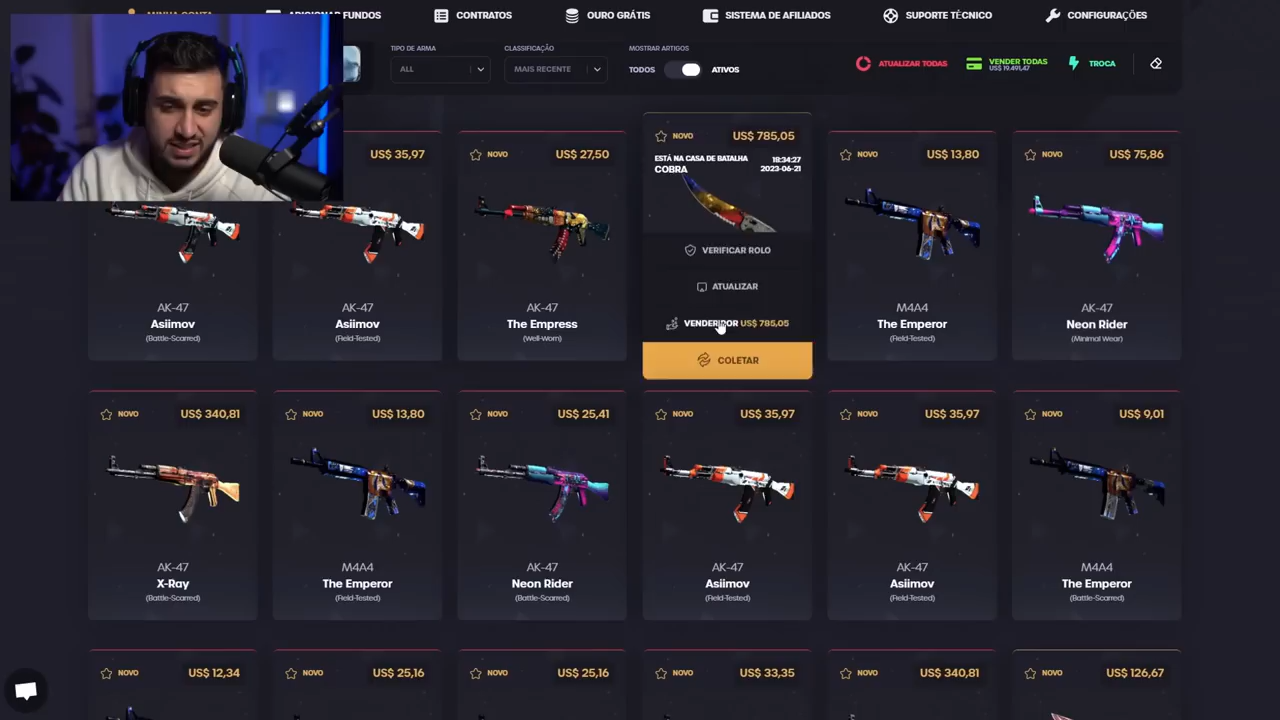 MINHA CONTA
ADICIONAR FUNDOS
CONTRATOS
OURO GRÁTIS
SISTEMA DE AFILIADOS
SUPORTE TÉCNICO
CONFIGURAÇÕES
TIPO DE ARMA
CLASSIFICAÇÃO
MOSTRAR ARTIGOS
ALL
MAIS RECENTE
TODOS
ATIVOS
ATUALIZAR TODAS
VENDER TODAS
US$ 19.491,47
TROCA
US$ 35,97
NOVO US$ 27,50
NOVO US$ 785,05
NOVO US$ 13,80
NOVO US$ 75,86
ESTÁ NA CASA DE BATALHA
COBRA
18:34:27
2023-06-21
VERIFICAR ROLO
ATUALIZAR
VENDER POR US$ 785,05
COLETAR
AK-47
Asiimov
(Battle-Scarred)
AK-47
Asiimov
(Field-Tested)
AK-47
The Empress
(Well-Worn)
M4A4
The Emperor
(Field-Tested)
AK-47
Neon Rider
(Minimal Wear)
NOVO US$ 340,81
NOVO US$ 13,80
NOVO US$ 25,41
NOVO US$ 35,97
NOVO US$ 35,97
NOVO US$ 9,01
AK-47
X-Ray
(Battle-Scarred)
M4A4
The Emperor
(Field-Tested)
AK-47
Neon Rider
(Battle-Scarred)
AK-47
Asiimov
(Field-Tested)
AK-47
Asiimov
(Field-Tested)
M4A4
The Emperor
(Battle-Scarred)
NOVO US$ 12,34
NOVO US$ 25,16
NOVO US$ 25,16
NOVO US$ 33,35
NOVO US$ 340,81
NOVO US$ 126,67